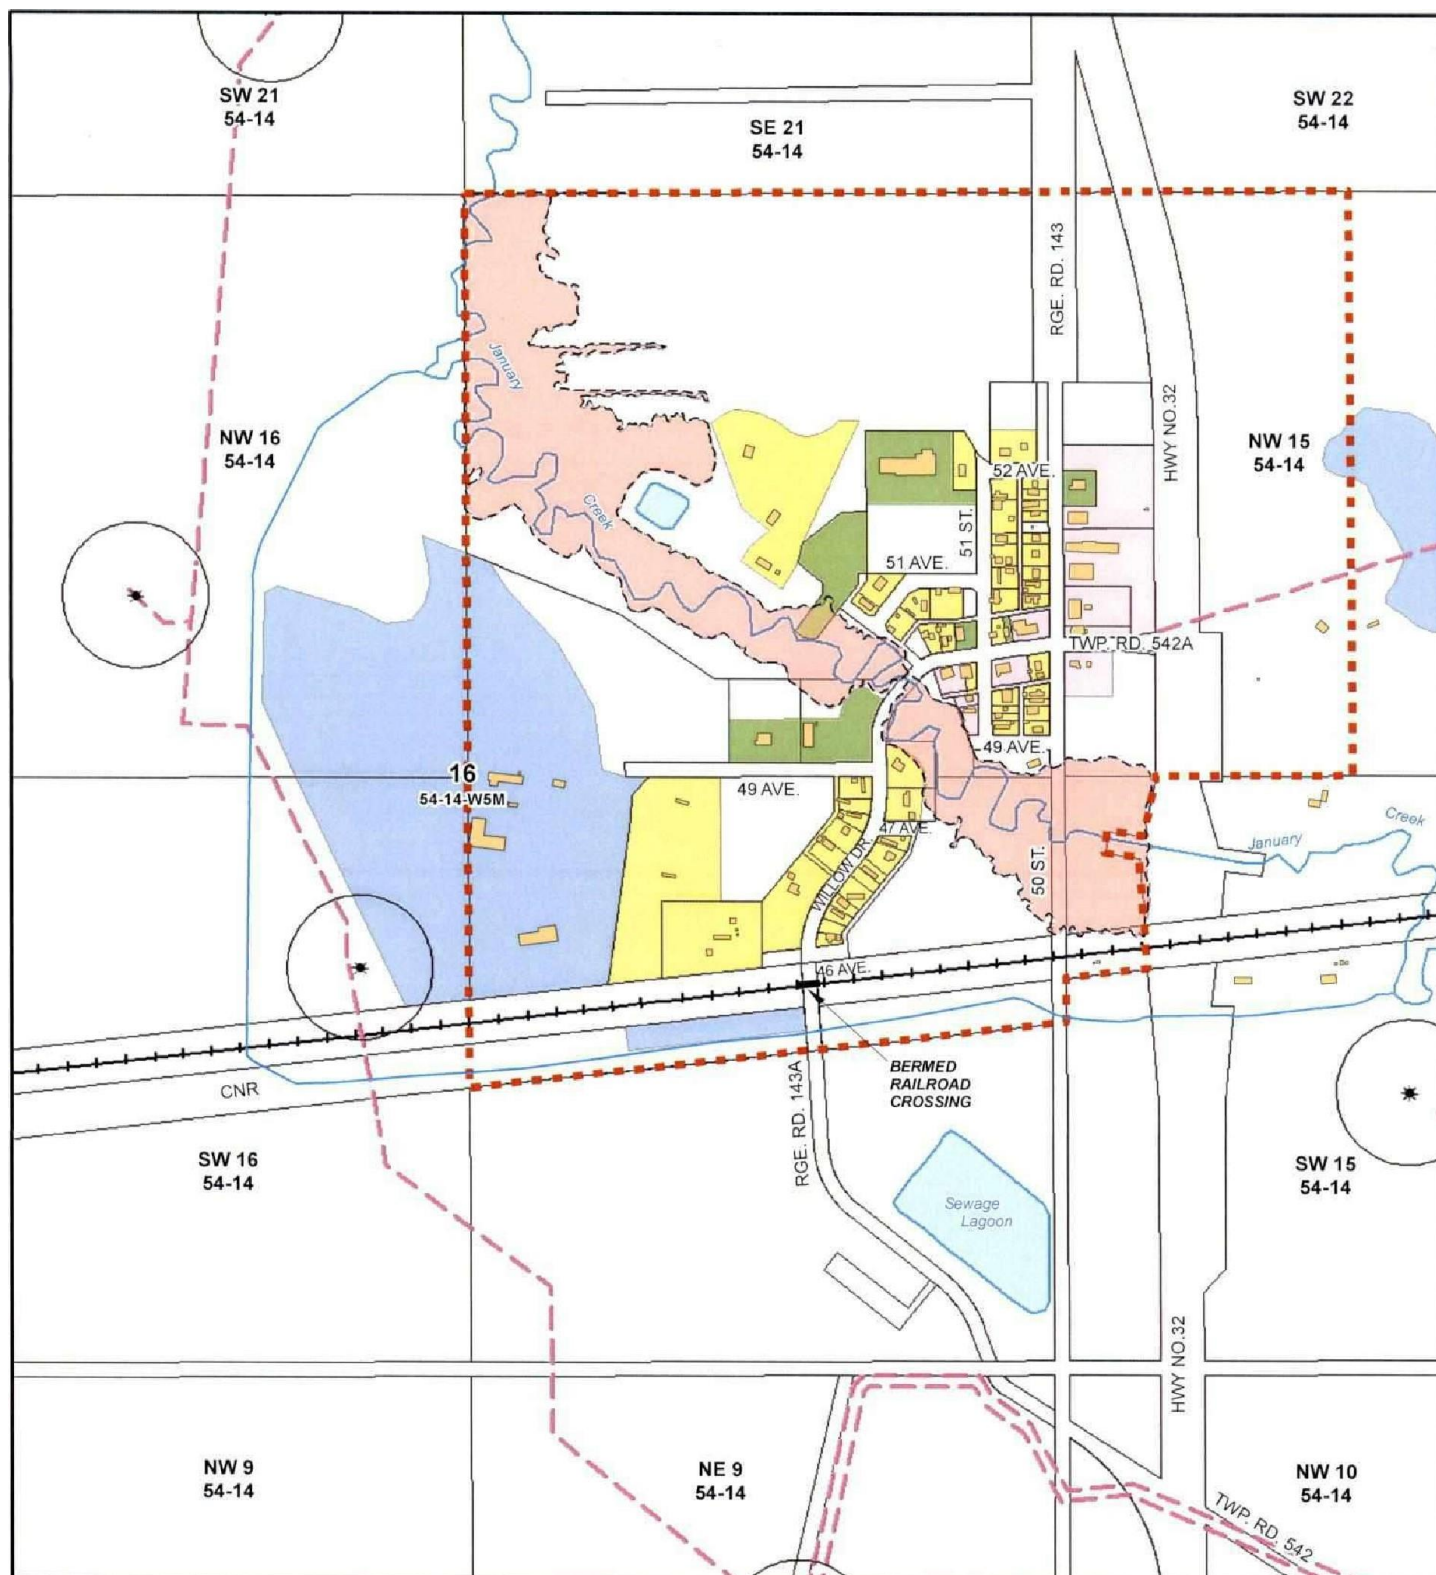 SW 21
54-14
SE 21
54-14
SW 22
54-14
RGE. RD. 143
January
HWY NO.32
NW 16
54-14
NW 15
54-14
52 AVE.
Creek
51 ST.
51 AVE.
TWP. RD. 542A
49 AVE.
16
54-14-W5M
49 AVE.
47 AVE.
WILLOW DR.
50 ST.
January
Creek
46 AVE.
CNR
RGE. RD. 143A
BERMED
RAILROAD
CROSSING
SW 16
54-14
SW 15
54-14
Sewage
Lagoon
HWY NO.32
NW 9
54-14
NE 9
54-14
NW 10
54-14
TWP. RD. 542